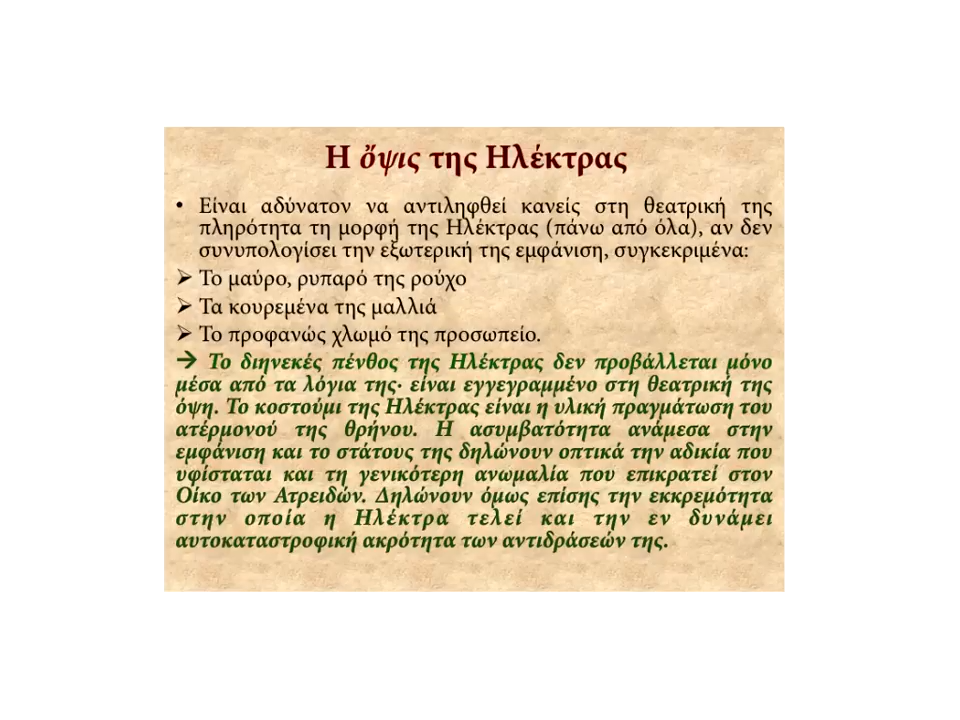 Η ὄψις της Ηλέκτρας
• Είναι αδύνατον να αντιληφθεί κανείς στη θεατρική της
πληρότητα τη μορφή της Ηλέκτρας (πάνω από όλα), αν δεν
συνυπολογίσει την εξωτερική της εμφάνιση, συγκεκριμένα:
➢ Το μαύρο, ρυπαρό της ρούχο
➢ Τα κουρεμένα της μαλλιά
➢ Το προφανώς χλωμό της προσωπείο.
→ Το διηνεκές πένθος της Ηλέκτρας δεν προβάλλεται μόνο
μέσα από τα λόγια της· είναι εγγεγραμμένο στη θεατρική της
όψη. Το κοστούμι της Ηλέκτρας είναι η υλική πραγμάτωση του
ατέρμονού της θρήνου. Η ασυμβατότητα ανάμεσα στην
εμφάνιση και το στάτους της δηλώνουν οπτικά την αδικία που
υφίσταται και τη γενικότερη ανωμαλία που επικρατεί στον
Οίκο των Ατρειδών. Δηλώνουν όμως επίσης την εκκρεμότητα
στην οποία η Ηλέκτρα τελεί και την εν δυνάμει
αυτοκαταστροφική ακρότητα των αντιδράσεών της.